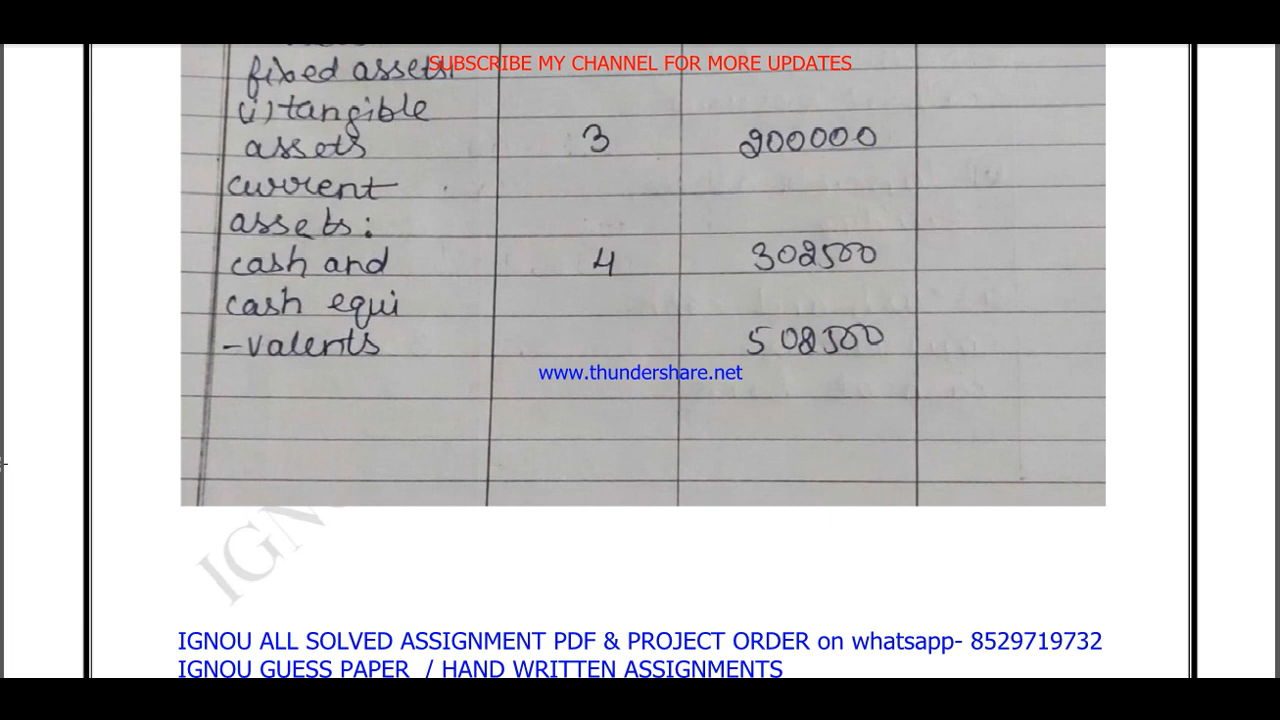 SUBSCRIBE MY CHANNEL FOR MORE UPDATES
fixed assets.
(i) tangible
assets 3 200000
current
assets:
cash and 4 302500
cash equi
-valents 502500
www.thundershare.net
IGNOU
IGNOU ALL SOLVED ASSIGNMENT PDF & PROJECT ORDER on whatsapp- 8529719732
IGNOU GUESS PAPER / HAND WRITTEN ASSIGNMENTS